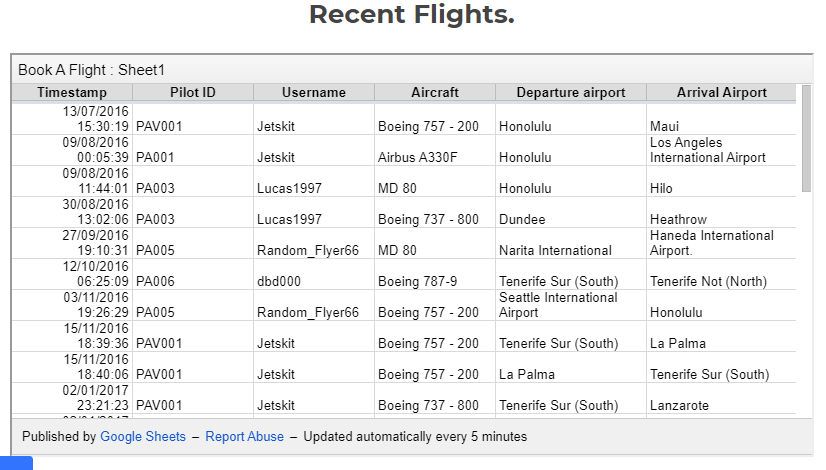 Recent Flights.
Book A Flight : Sheet1
Timestamp Pilot ID Username Aircraft Departure airport Arrival Airport
13/07/2016
15:30:19 PAV001 Jetskit Boeing 757 - 200 Honolulu Maui
09/08/2016 Los Angeles
00:05:39 PA001 Jetskit Airbus A330F Honolulu International Airport
09/08/2016
11:44:01 PA003 Lucas1997 MD 80 Honolulu Hilo
30/08/2016
13:02:06 PA003 Lucas1997 Boeing 737 - 800 Dundee Heathrow
27/09/2016 Haneda International
19:10:31 PA005 Random_Flyer66 MD 80 Narita International Airport.
12/10/2016
06:25:09 PA006 dbd000 Boeing 787-9 Tenerife Sur (South) Tenerife Not (North)
03/11/2016 Seattle International
19:26:29 PA005 Random_Flyer66 Boeing 757 - 200 Airport Honolulu
15/11/2016
18:39:36 PAV001 Jetskit Boeing 757 - 200 Tenerife Sur (South) La Palma
15/11/2016
18:40:06 PAV001 Jetskit Boeing 757 - 200 La Palma Tenerife Sur (South)
02/01/2017
23:21:23 PAV001 Jetskit Boeing 737 - 800 Tenerife Sur (South) Lanzarote
Published by Google Sheets – Report Abuse – Updated automatically every 5 minutes